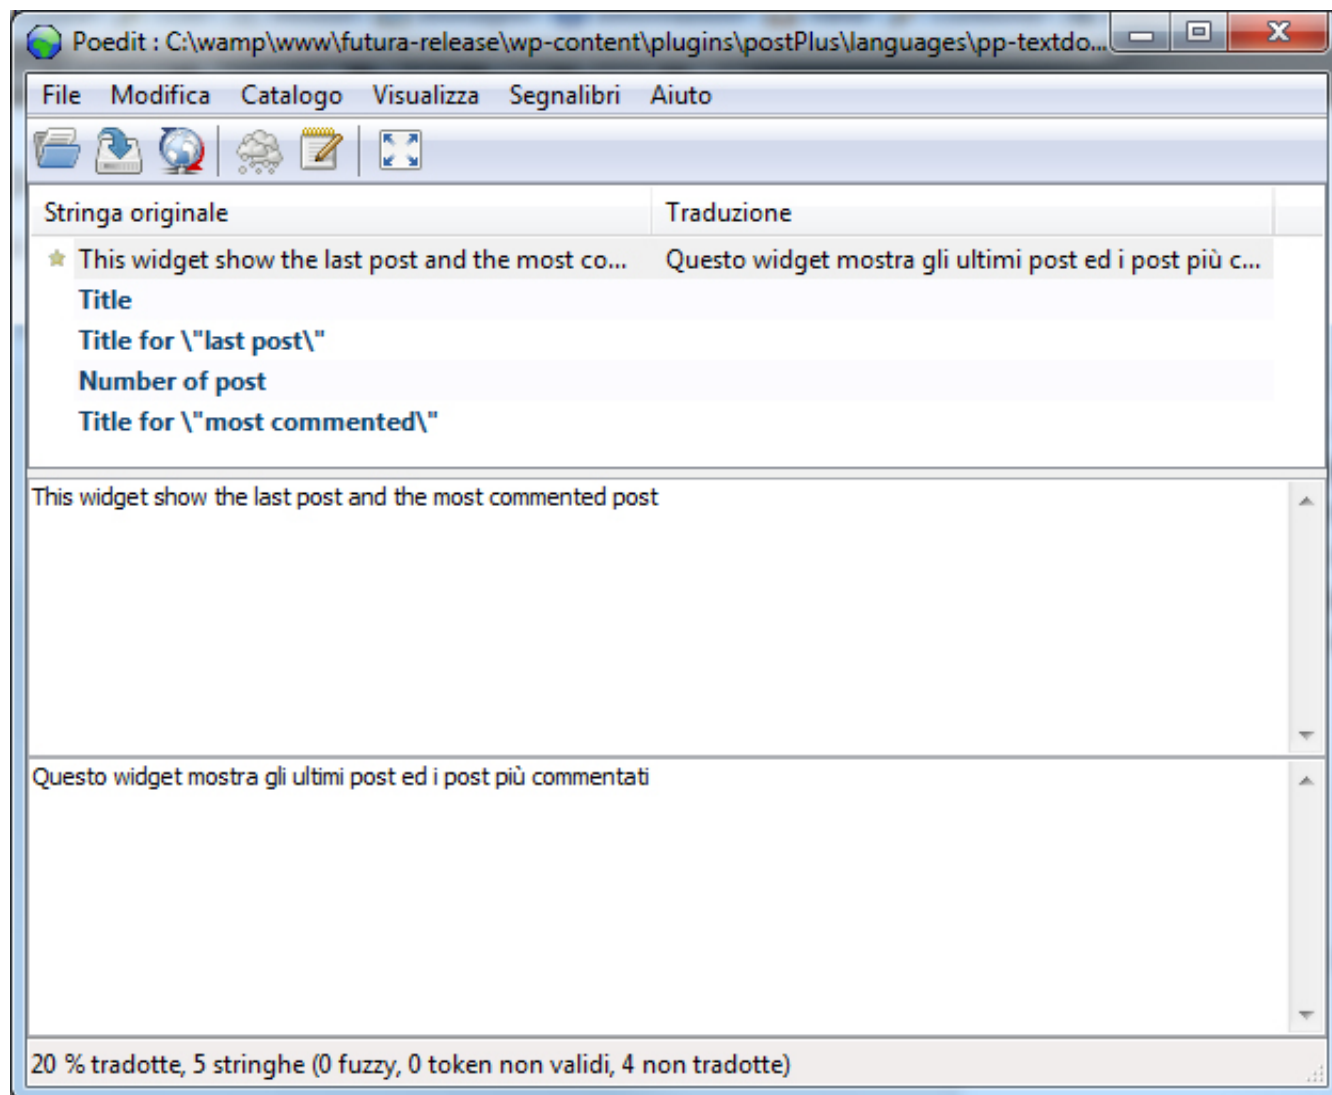 Poedit : C:\wamp\www\futura-release\wp-content\plugins\postPlus\languages\pp-textdo...
File Modifica Catalogo Visualizza Segnalibri Aiuto
Stringa originale Traduzione
This widget show the last post and the most co... Questo widget mostra gli ultimi post ed i post più c...
Title
Title for \"last post\"
Number of post
Title for \"most commented\"
This widget show the last post and the most commented post
Questo widget mostra gli ultimi post ed i post più commentati
20 % tradotte, 5 stringhe (0 fuzzy, 0 token non validi, 4 non tradotte)